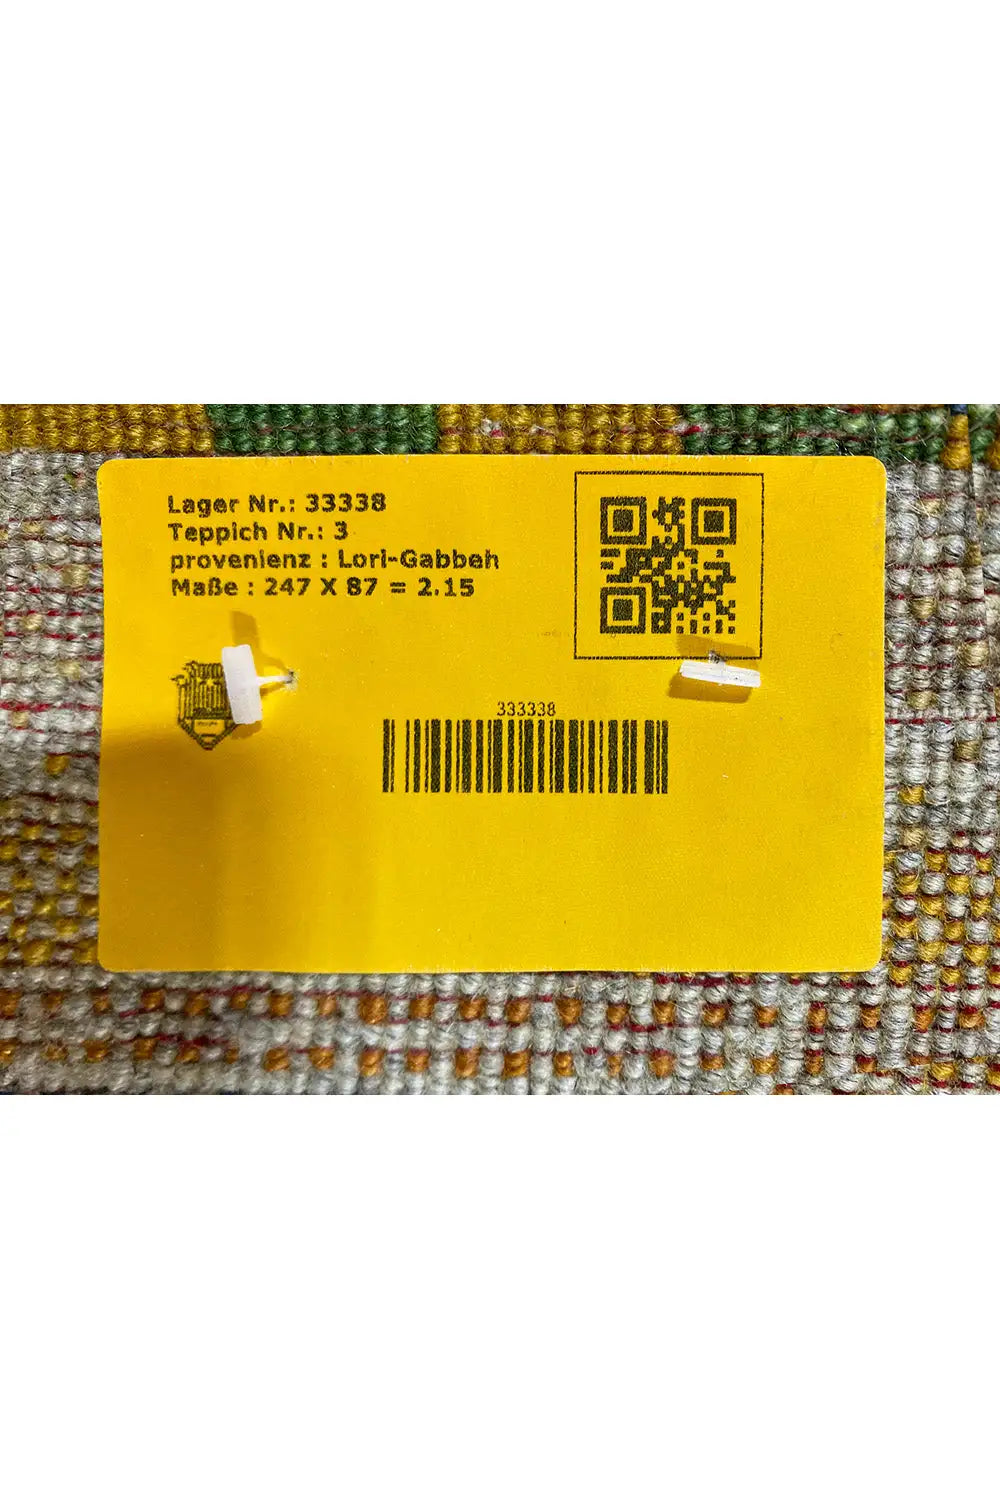 Lager Nr.: 33338
Teppich Nr.: 3
provenienz : Lori-Gabbeh
Maße : 247 X 87 = 2.15
333338